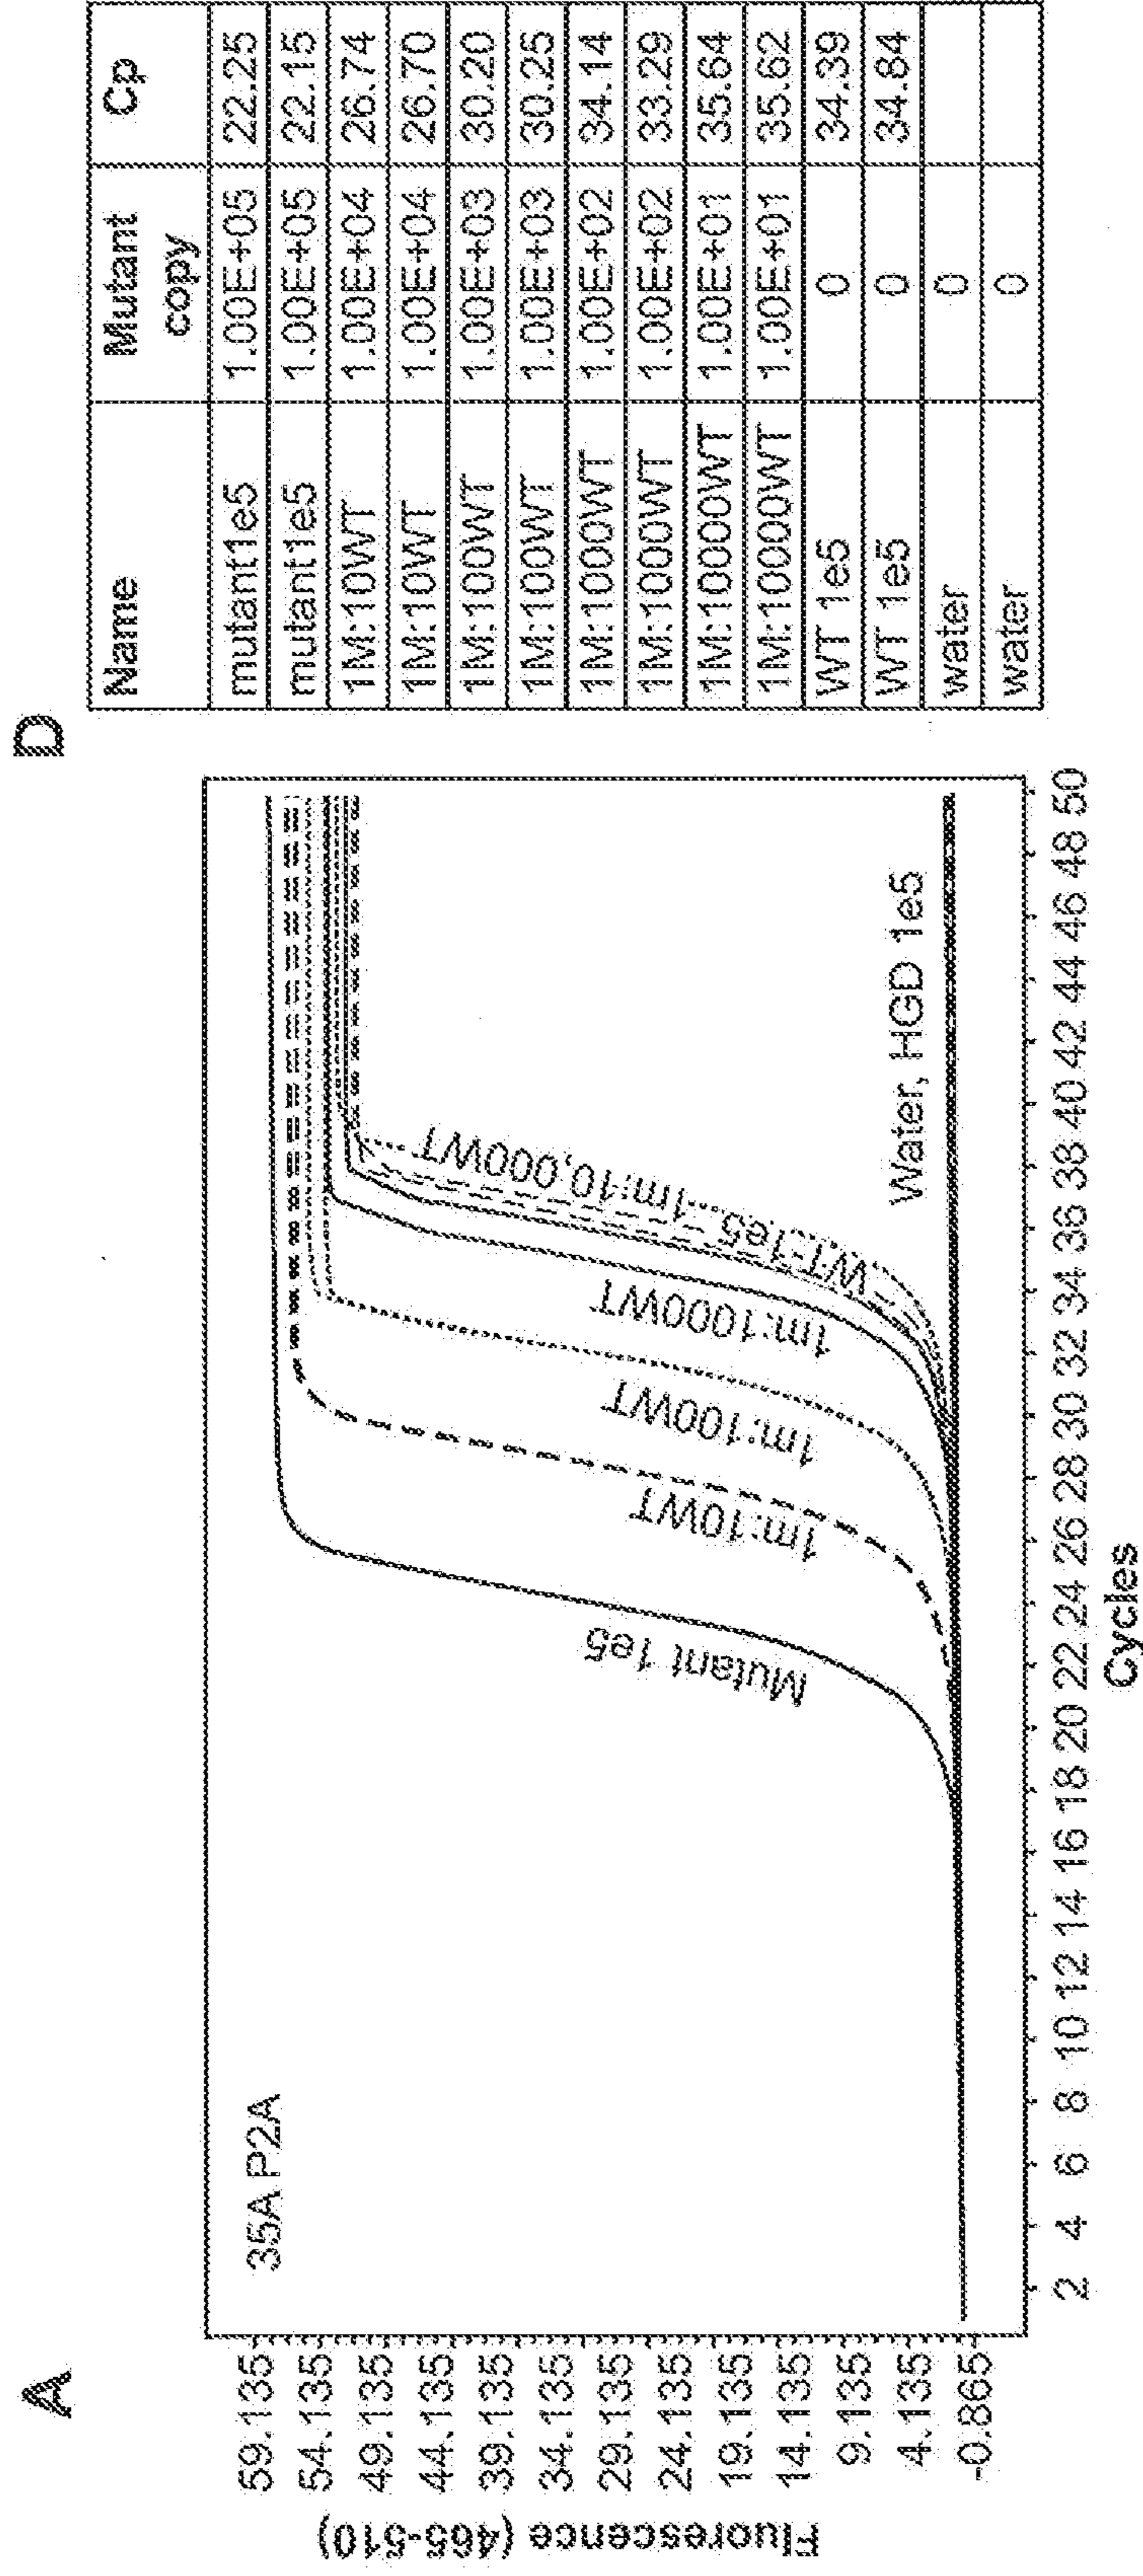 A
35A P2A
Fluorescence (465-510)
59.135
54.135
49.135
44.135
39.135
34.135
29.135
24.135
19.135
14.135
9.135
4.135
-0.865
Mutant 1e5
1m:10WT
1m:100WT
1m:1000WT
WT:1e5
1m:10,000WT
Water, HGD 1e5
2 4 6 8 10 12 14 16 18 20 22 24 26 28 30 32 34 36 38 40 42 44 46 48 50
Cycles
D
Name Mutant copy Cp
mutant1e5 1.00E+05 22.25
mutant1e5 1.00E+05 22.15
1M:10WT 1.00E+04 26.74
1M:10WT 1.00E+04 26.70
1M:100WT 1.00E+03 30.20
1M:100WT 1.00E+03 30.25
1M:1000WT 1.00E+02 34.14
1M:1000WT 1.00E+02 33.29
1M:10000WT 1.00E+01 35.64
1M:10000WT 1.00E+01 35.62
WT 1e5 0 34.39
WT 1e5 0 34.84
water 0
water 0